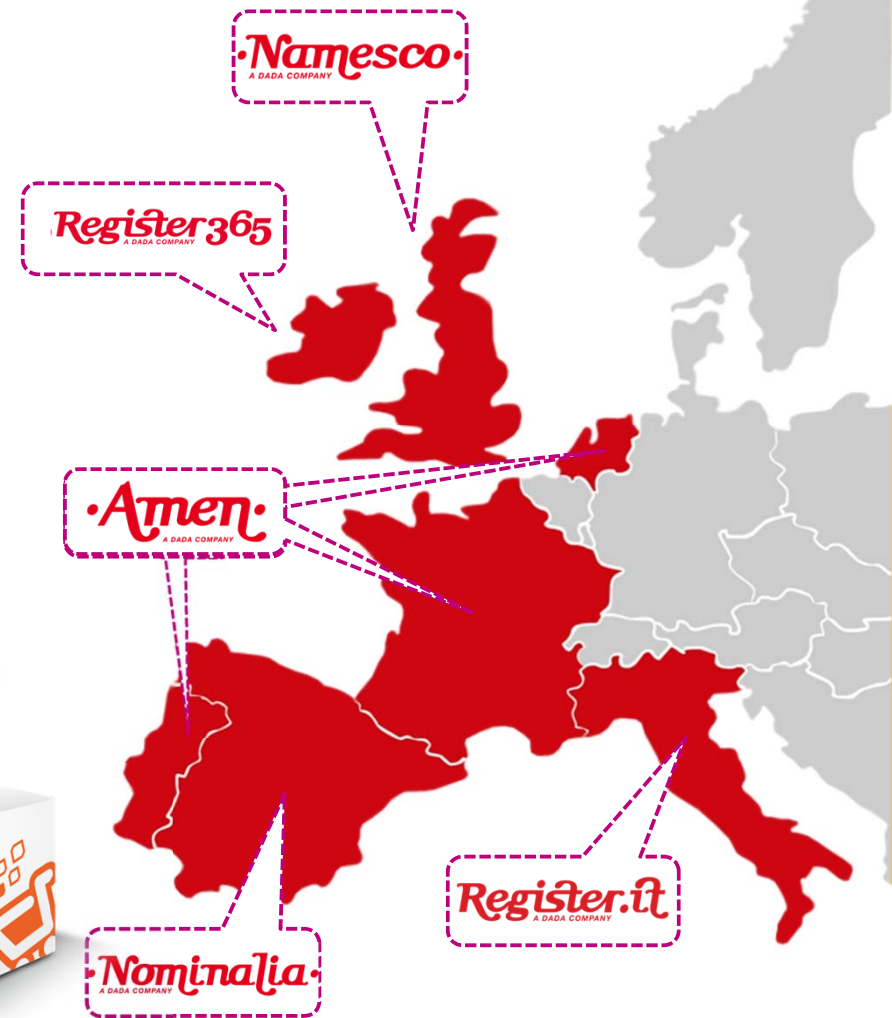 Namesco
A DADA COMPANY
Register365
A DADA COMPANY
Amen
A DADA COMPANY
Register.it
A DADA COMPANY
Nominalia
A DADA COMPANY